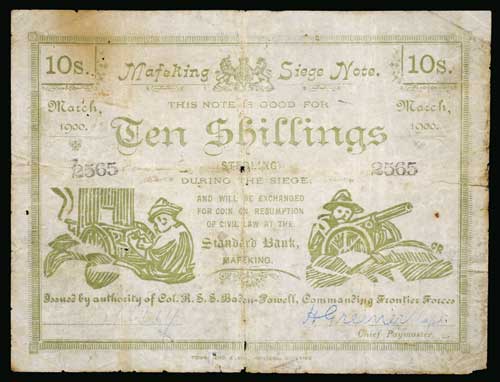 10s. Mafeking Siege Note. 10s.
March, 1900. THIS NOTE IS GOOD FOR March, 1900.
Ten Shillings
2565 STERLING 2565
DURING THE SIEGE,
AND WILL BE EXCHANGED
FOR COIN ON RESUMPTION
OF CIVIL LAW AT THE
Standard Bank,
MAFEKING.
Issued by authority of Col. R. S. S. Baden-Powell, Commanding Frontier Forces
Chief Paymaster.